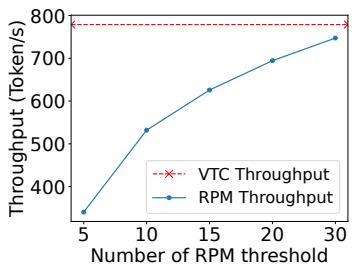 800
700
600
500
400
Throughput (Token/s)
VTC Throughput
RPM Throughput
5
10
15
20
30
Number of RPM threshold